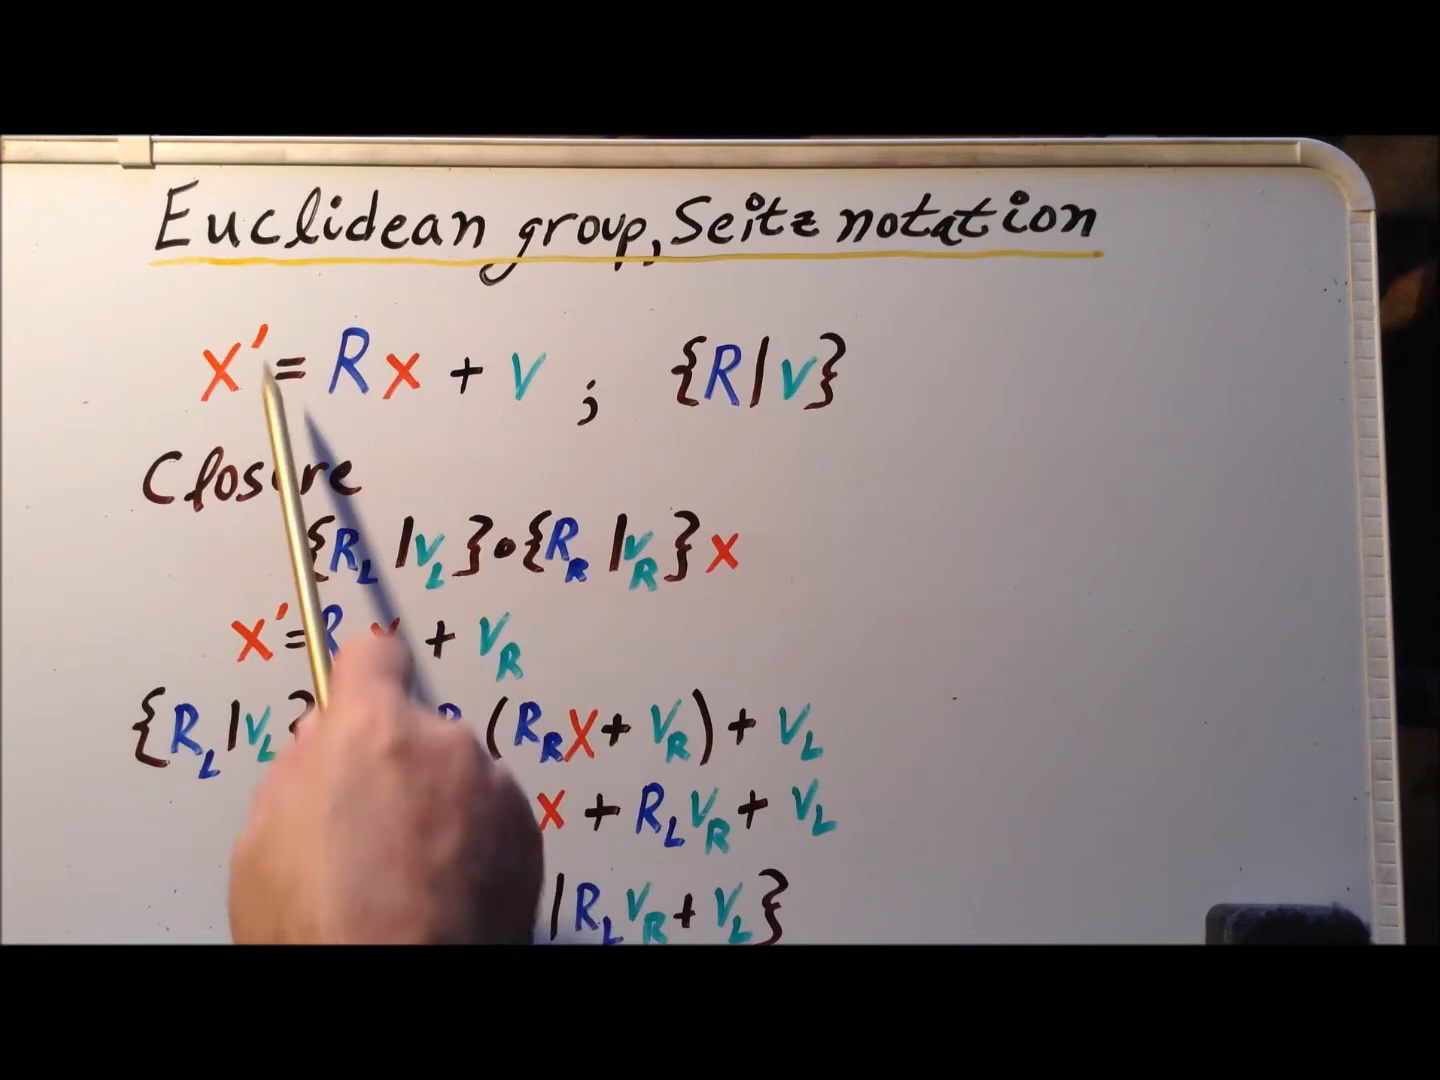 Euclidean group, Seitz notation
x' = Rx + v ; {R|v}
Closure
{R_L |v_L}∘{R_R |v_R}x
x' = R x + v_R
{R_L |v_L} R (R_R x + v_R) + v_L
x + R_L v_R + v_L
|R_L v_R + v_L}